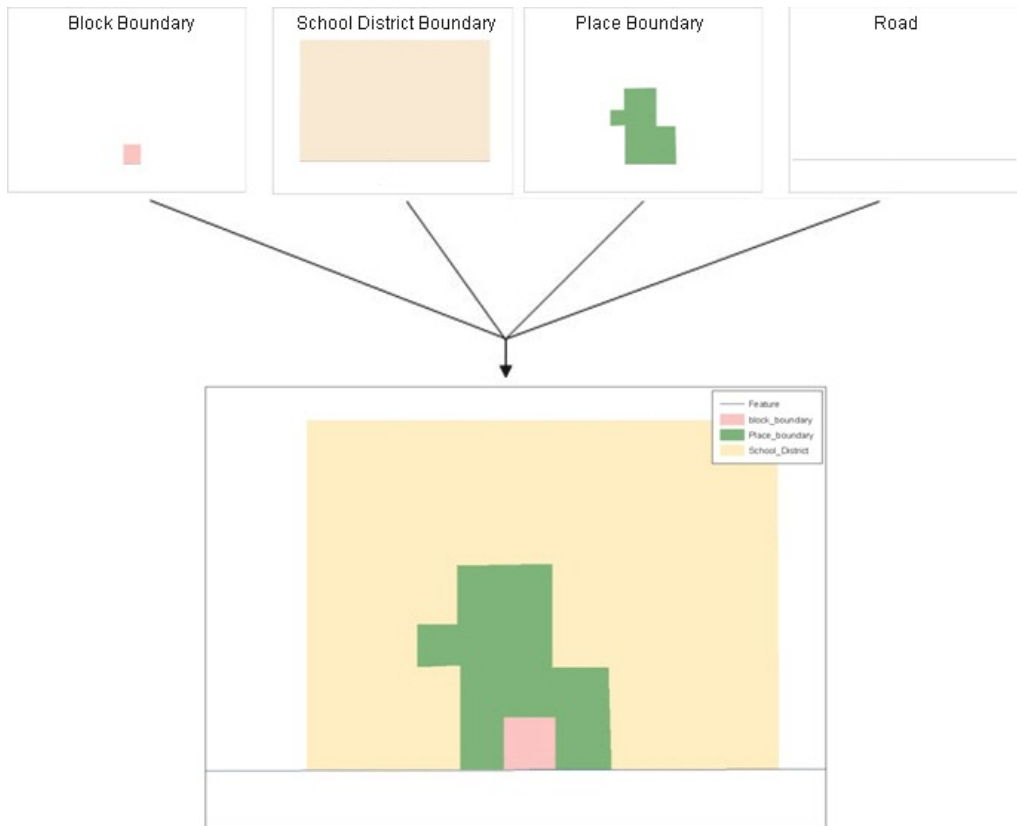 Block Boundary
School District Boundary
Place Boundary
Road
Feature
block_boundary
Place_boundary
School_District